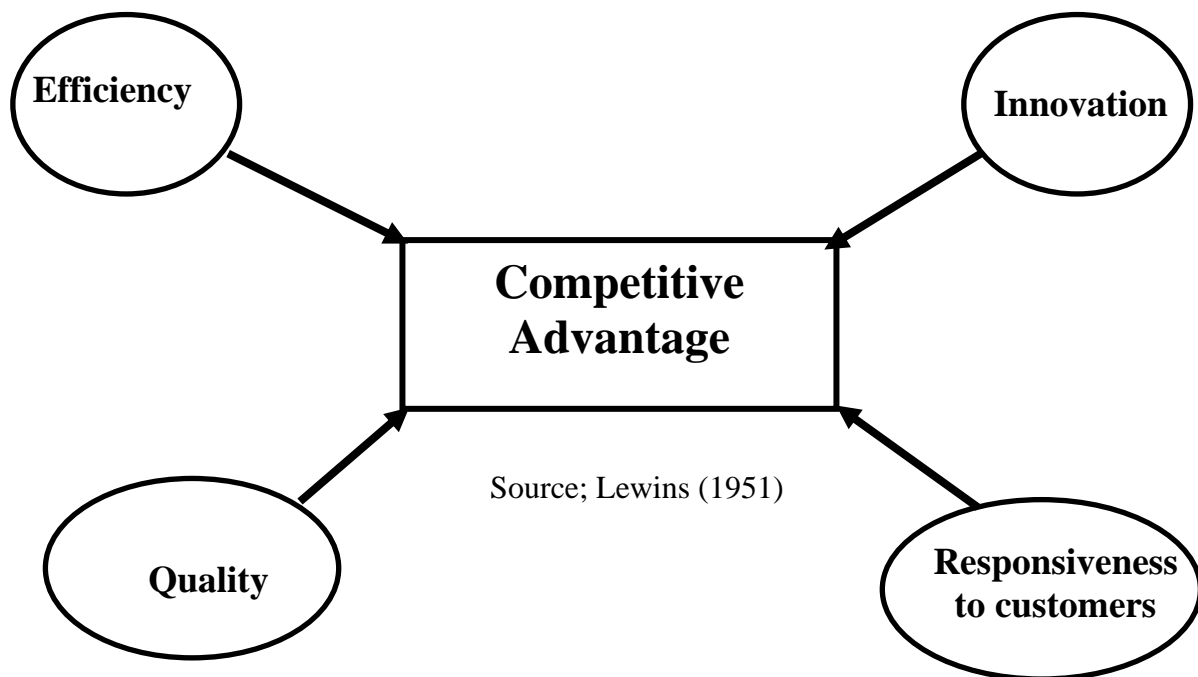 Efficiency
Innovation
Competitive
Advantage
Source; Lewins (1951)
Quality
Responsiveness
to customers